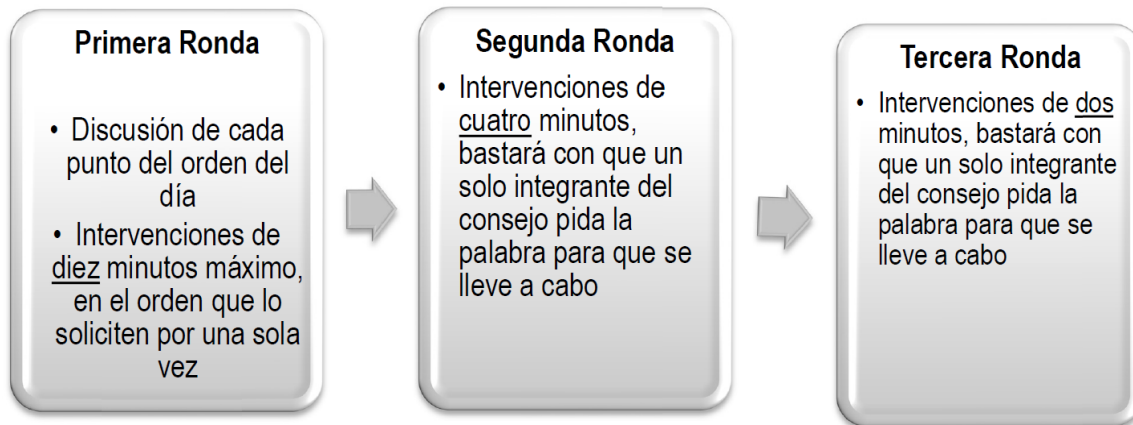 Primera Ronda
• Discusión de cada
punto del orden del
día
• Intervenciones de
diez minutos máximo,
en el orden que lo
soliciten por una sola
vez
Segunda Ronda
• Intervenciones de
cuatro minutos,
bastará con que un
solo integrante del
consejo pida la
palabra para que se
lleve a cabo
Tercera Ronda
• Intervenciones de dos
minutos, bastará con
que un solo integrante
del consejo pida la
palabra para que se
lleve a cabo